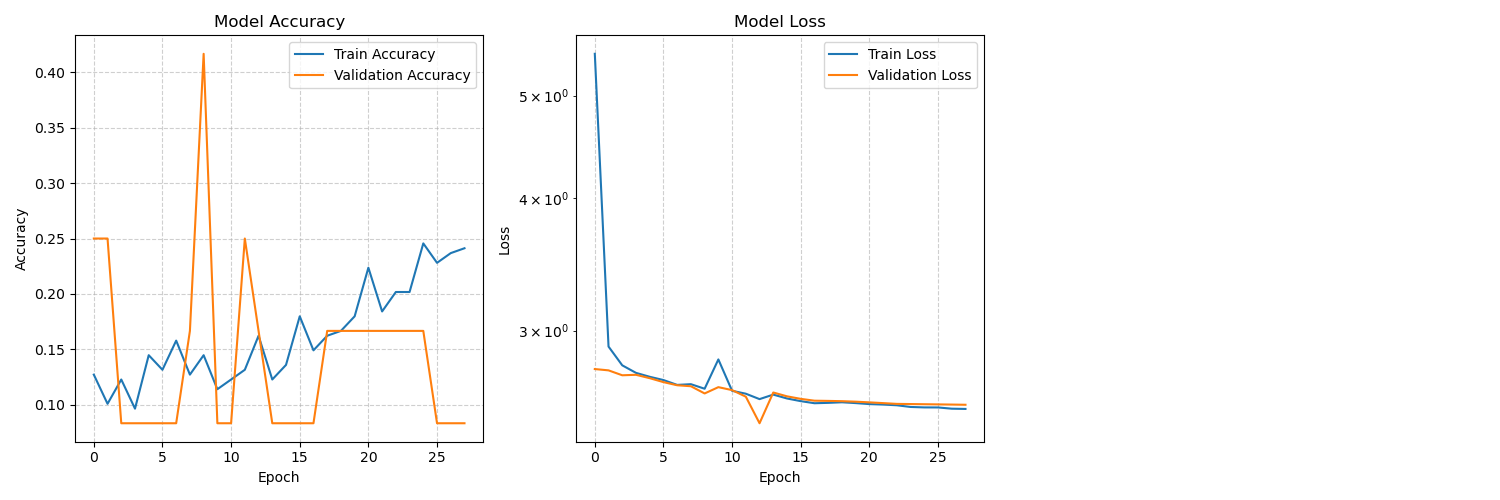 Model Accuracy
Train Accuracy
Validation Accuracy
0.40
0.35
0.30
0.25
0.20
0.15
0.10
Accuracy
0 5 10 15 20 25
Epoch
Model Loss
Train Loss
Validation Loss
5 × 10⁰
4 × 10⁰
3 × 10⁰
Loss
0 5 10 15 20 25
Epoch